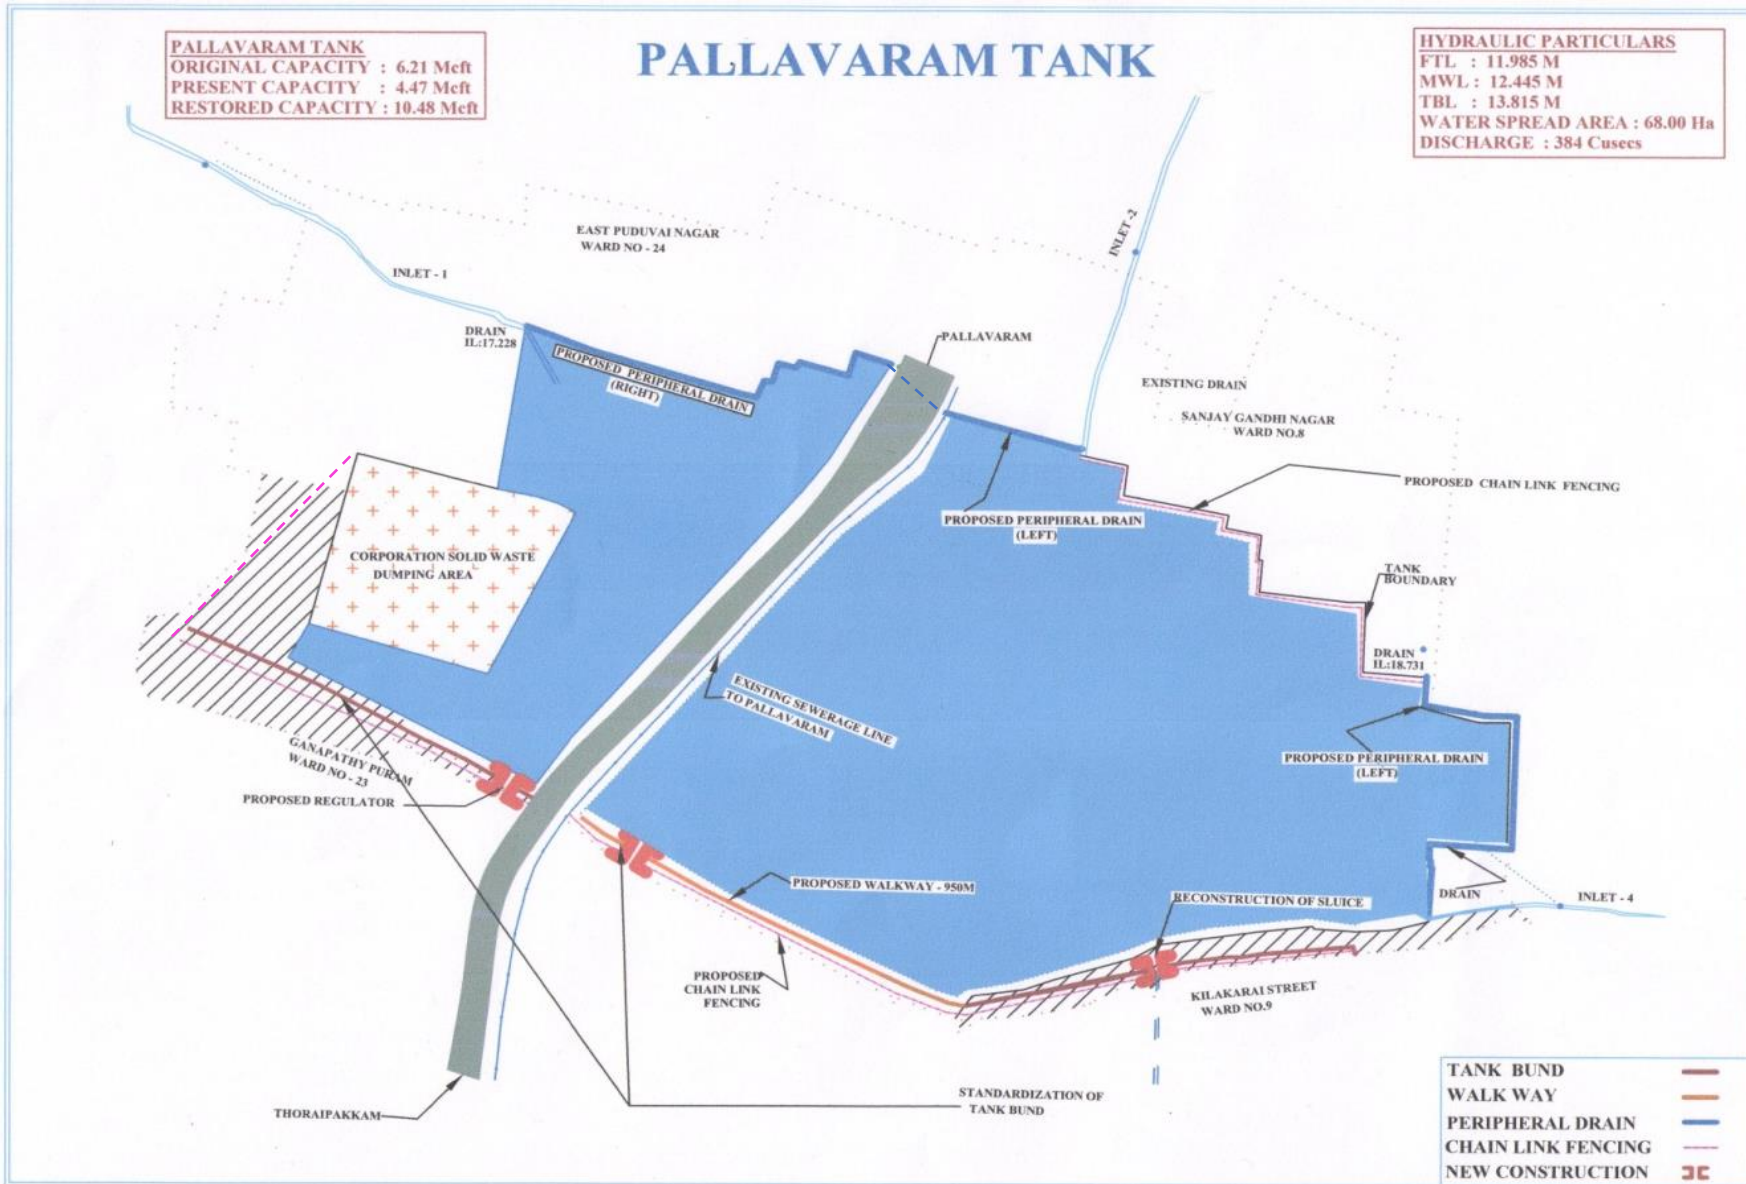 PALLAVARAM TANK
PALLAVARAM TANK
ORIGINAL CAPACITY : 6.21 Mcft
PRESENT CAPACITY : 4.47 Mcft
RESTORED CAPACITY : 10.48 Mcft
HYDRAULIC PARTICULARS
FTL : 11.985 M
MWL : 12.445 M
TBL : 13.815 M
WATER SPREAD AREA : 68.00 Ha
DISCHARGE : 384 Cusecs
EAST PUDUVAI NAGAR
WARD NO - 24
INLET -2
INLET - 1
DRAIN
IL:17.228
PROPOSED PERIPHERAL DRAIN
(RIGHT)
PALLAVARAM
EXISTING DRAIN
SANJAY GANDHI NAGAR
WARD NO.8
PROPOSED CHAIN LINK FENCING
PROPOSED PERIPHERAL DRAIN
(LEFT)
CORPORATION SOLID WASTE
DUMPING AREA
TANK
BOUNDARY
DRAIN
IL:18.731
EXISTING SEWERAGE LINE
TO PALLAVARAM
PROPOSED PERIPHERAL DRAIN
(LEFT)
GANAPATHY PURAM
WARD NO - 23
PROPOSED REGULATOR
PROPOSED WALKWAY - 950M
RECONSTRUCTION OF SLUICE
DRAIN
INLET - 4
PROPOSED
CHAIN LINK
FENCING
KILAKARAI STREET
WARD NO.9
STANDARDIZATION OF
TANK BUND
THORAIPAKKAM
TANK BUND
WALK WAY
PERIPHERAL DRAIN
CHAIN LINK FENCING
NEW CONSTRUCTION